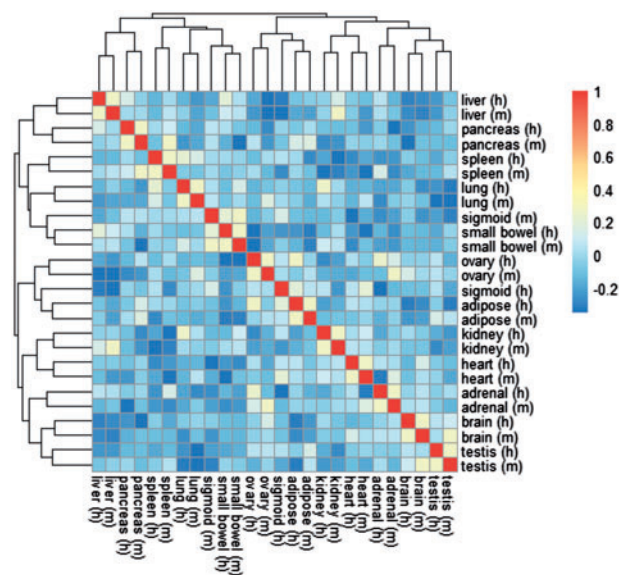 liver (h)
liver (m)
pancreas (h)
pancreas (m)
spleen (h)
spleen (m)
lung (h)
lung (m)
sigmoid (m)
small bowel (h)
small bowel (m)
ovary (h)
ovary (m)
sigmoid (h)
adipose (h)
adipose (m)
kidney (h)
kidney (m)
heart (h)
heart (m)
adrenal (h)
adrenal (m)
brain (h)
brain (m)
testis (h)
testis (m)
1
0.8
0.6
0.4
0.2
0
-0.2
liver (h)
liver (m)
pancreas (h)
pancreas (m)
spleen (h)
spleen (m)
lung (h)
lung (m)
sigmoid (m)
small bowel (h)
small bowel (m)
ovary (h)
ovary (m)
sigmoid (h)
adipose (h)
adipose (m)
kidney (h)
kidney (m)
heart (h)
heart (m)
adrenal (h)
adrenal (m)
brain (h)
brain (m)
testis (h)
testis (m)